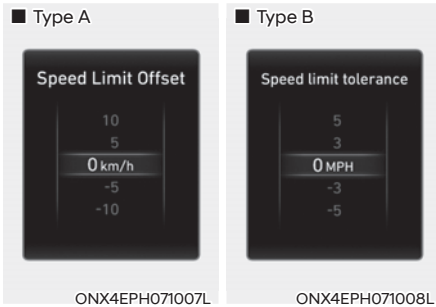 ■ Type A
Speed Limit Offset
10
5
0 km/h
-5
-10
ONX4EPH071007L
■ Type B
Speed limit tolerance
5
3
0 MPH
-3
-5
ONX4EPH071008L